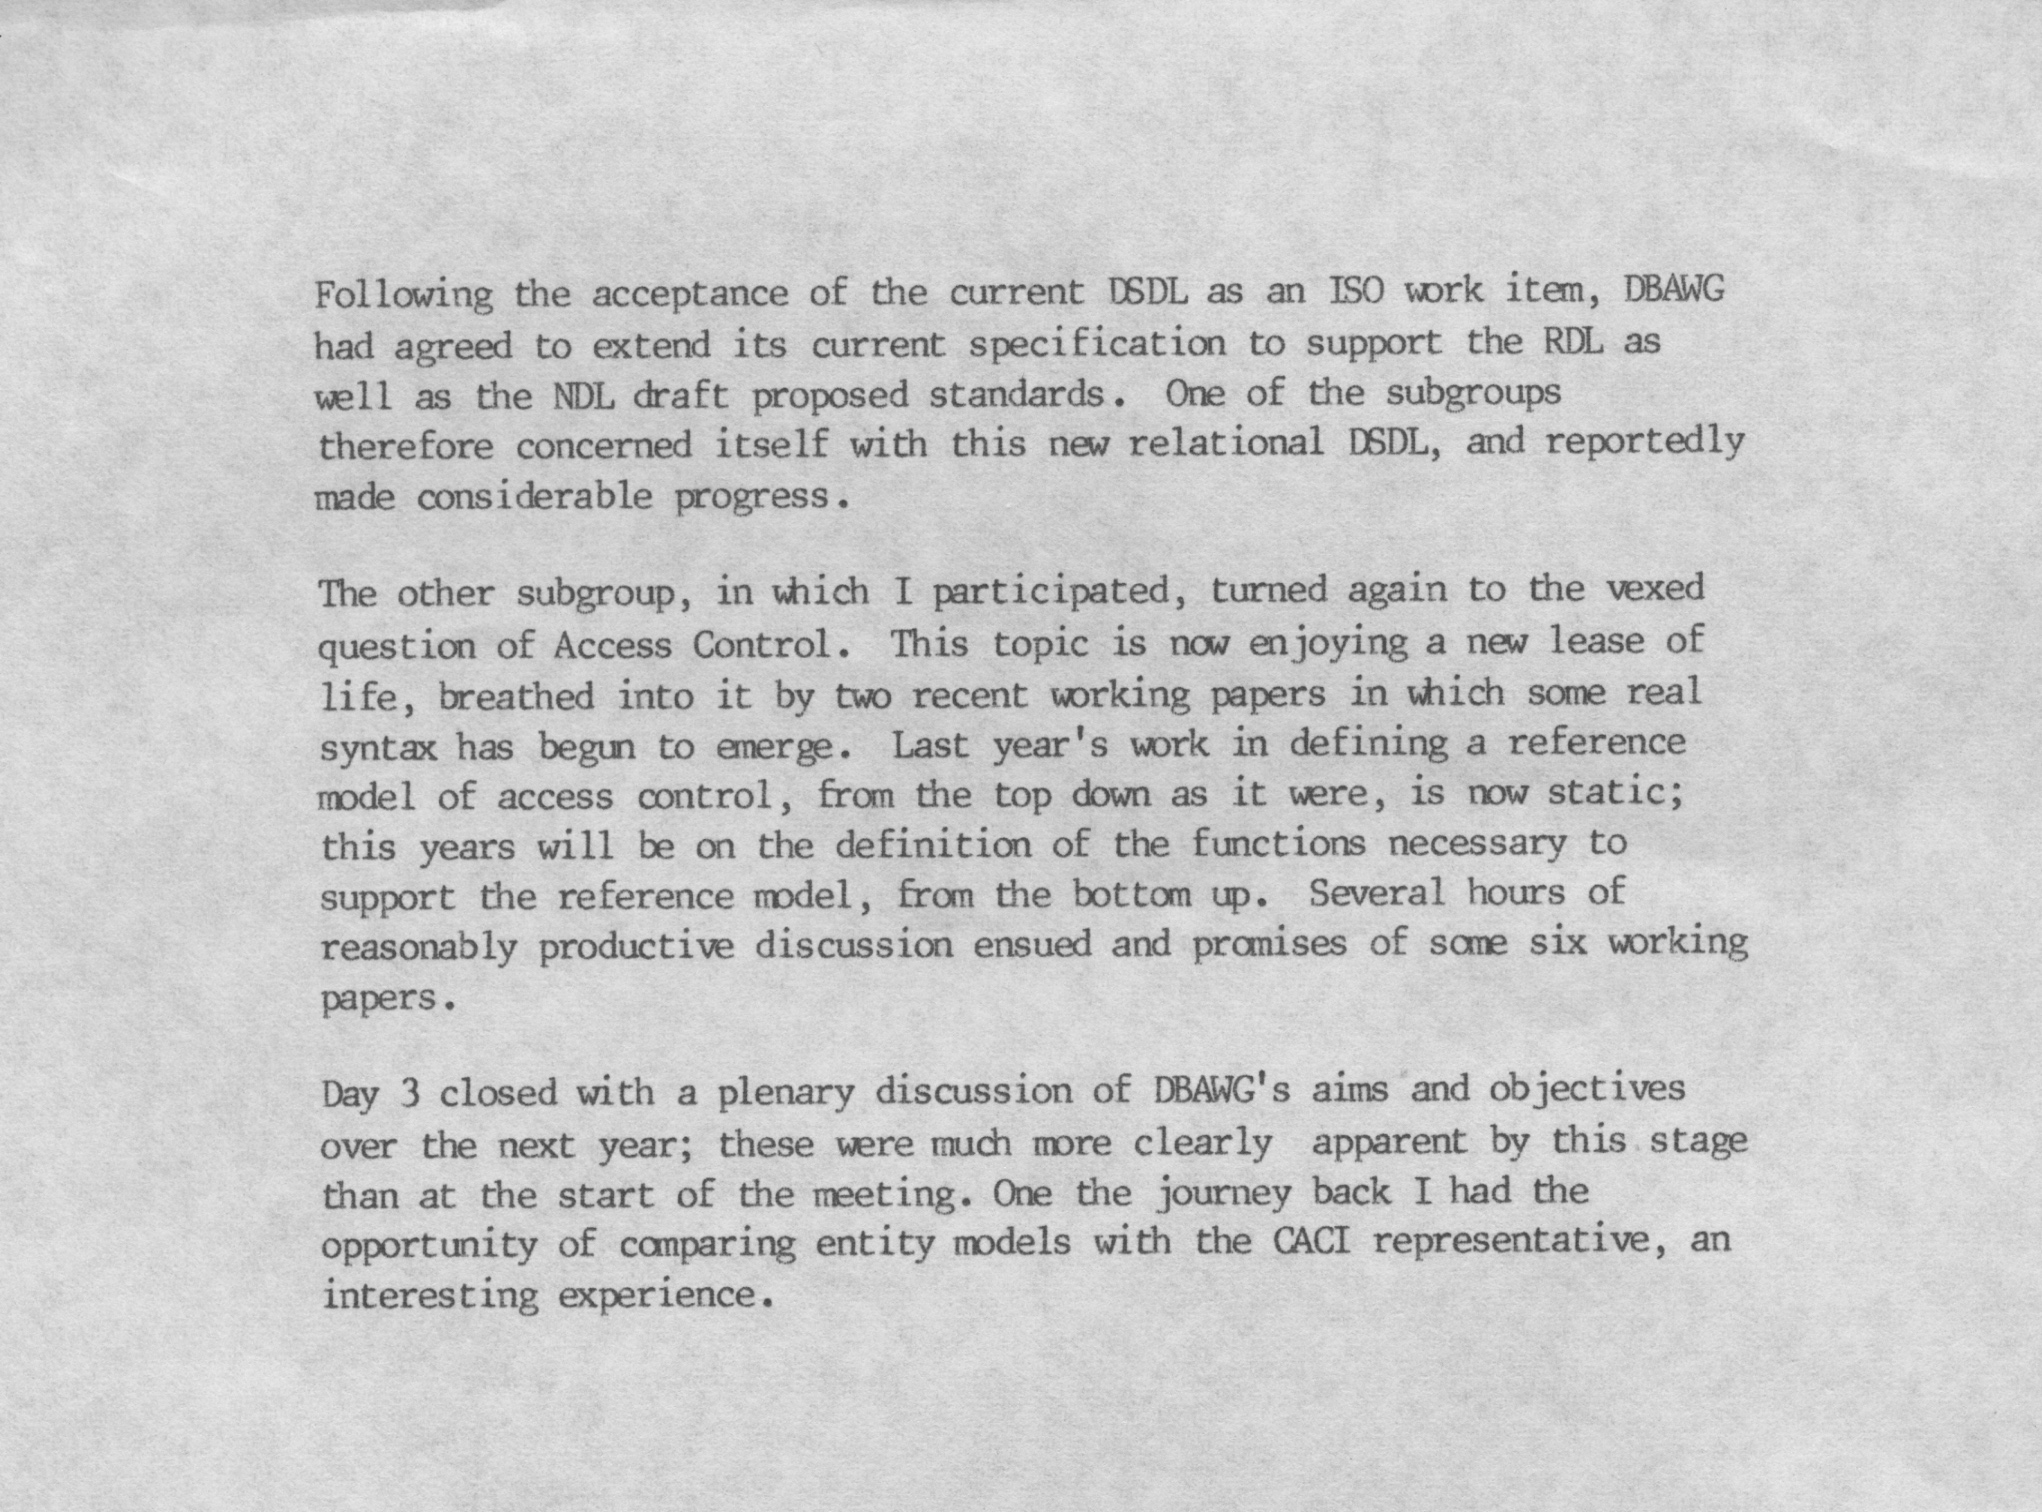 Following the acceptance of the current DSDL as an ISO work item, DBAWG
had agreed to extend its current specification to support the RDL as
well as the NDL draft proposed standards.  One of the subgroups
therefore concerned itself with this new relational DSDL, and reportedly
made considerable progress.

The other subgroup, in which I participated, turned again to the vexed
question of Access Control.  This topic is now enjoying a new lease of
life, breathed into it by two recent working papers in which some real
syntax has begun to emerge.  Last year's work in defining a reference
model of access control, from the top down as it were, is now static;
this years will be on the definition of the functions necessary to
support the reference model, from the bottom up.  Several hours of
reasonably productive discussion ensued and promises of some six working
papers.

Day 3 closed with a plenary discussion of DBAWG's aims and objectives
over the next year; these were much more clearly  apparent by this stage
than at the start of the meeting. One the journey back I had the
opportunity of comparing entity models with the CACI representative, an
interesting experience.